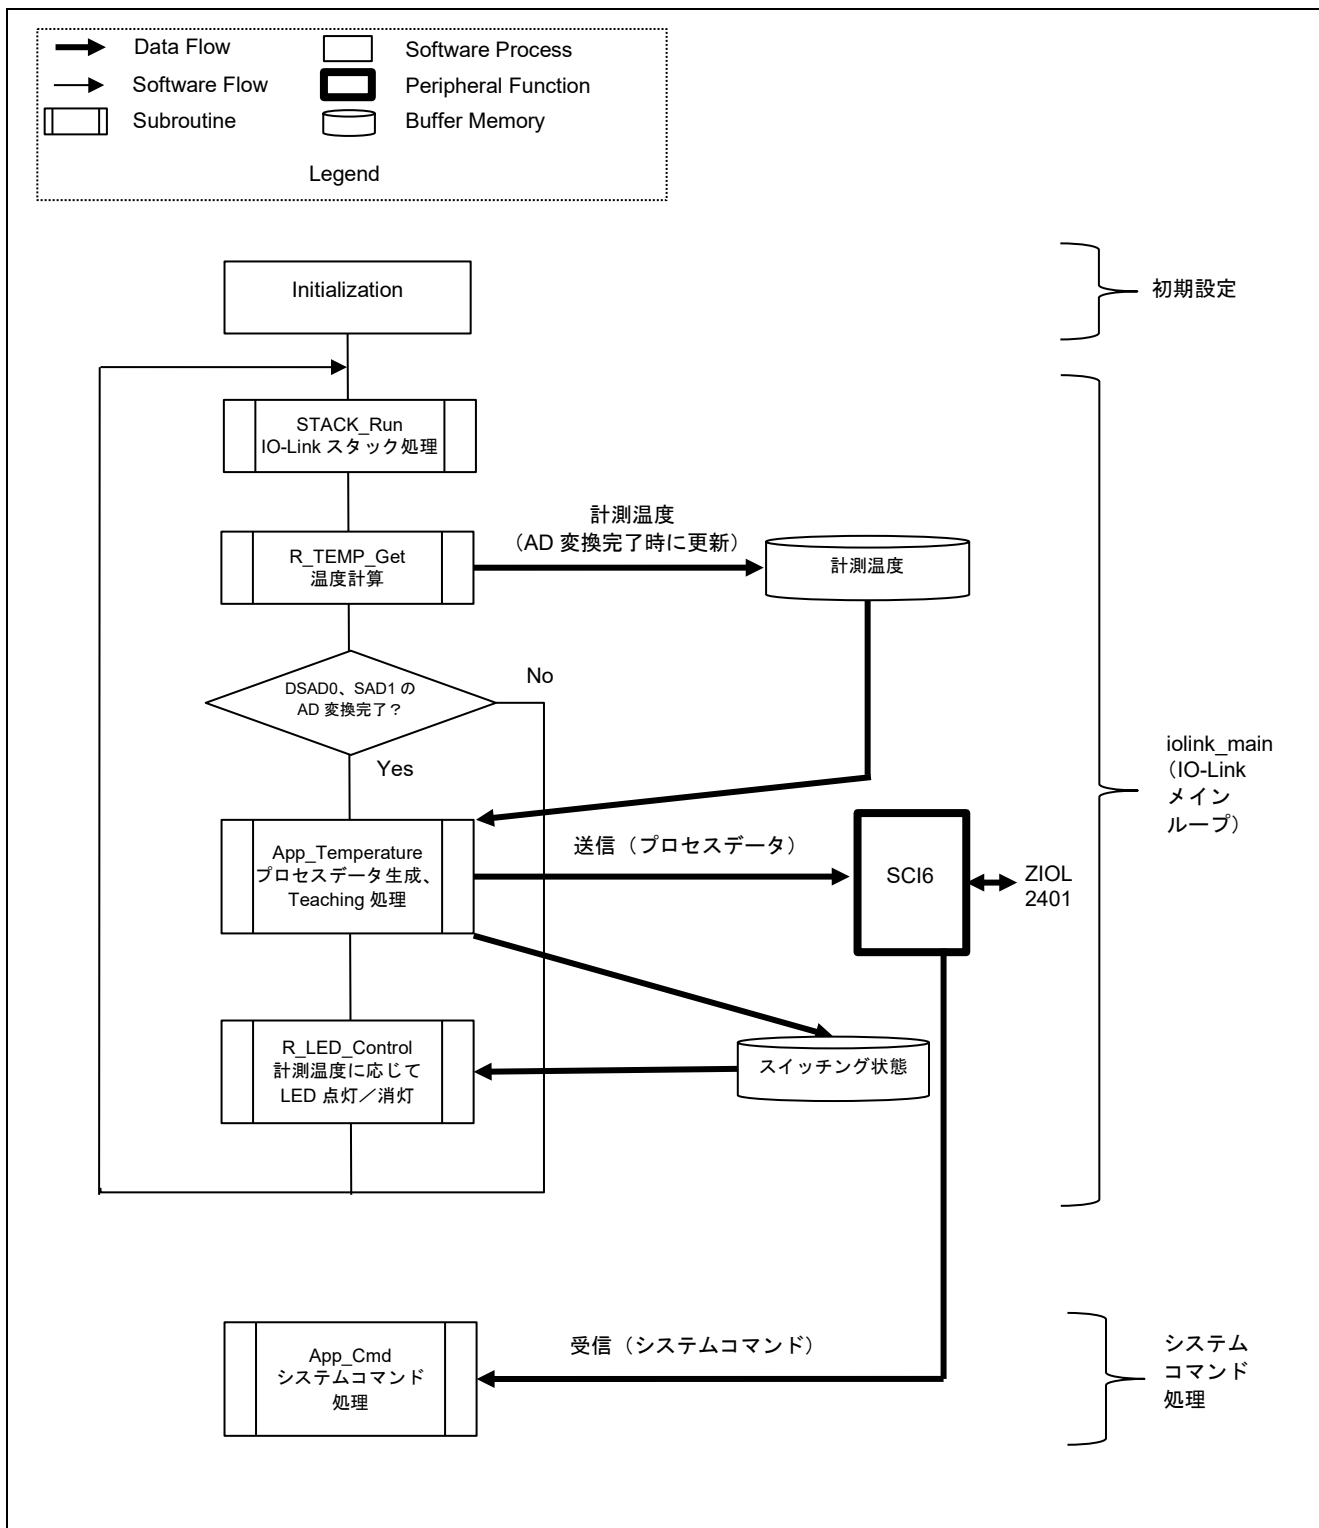 Data Flow
Software Process
Software Flow
Peripheral Function
Subroutine
Buffer Memory
Legend
Initialization
初期設定
STACK_Run
IO-Link スタック処理
R_TEMP_Get
温度計算
計測温度
（AD 変換完了時に更新）
計測温度
DSAD0、SAD1 の
AD 変換完了？
No
Yes
iolink_main
（IO-Link
メイン
ループ）
App_Temperature
プロセスデータ生成、
Teaching 処理
送信（プロセスデータ）
SCI6
ZIOL
2401
R_LED_Control
計測温度に応じて
LED 点灯／消灯
スイッチング状態
App_Cmd
システムコマンド
処理
受信（システムコマンド）
システム
コマンド
処理